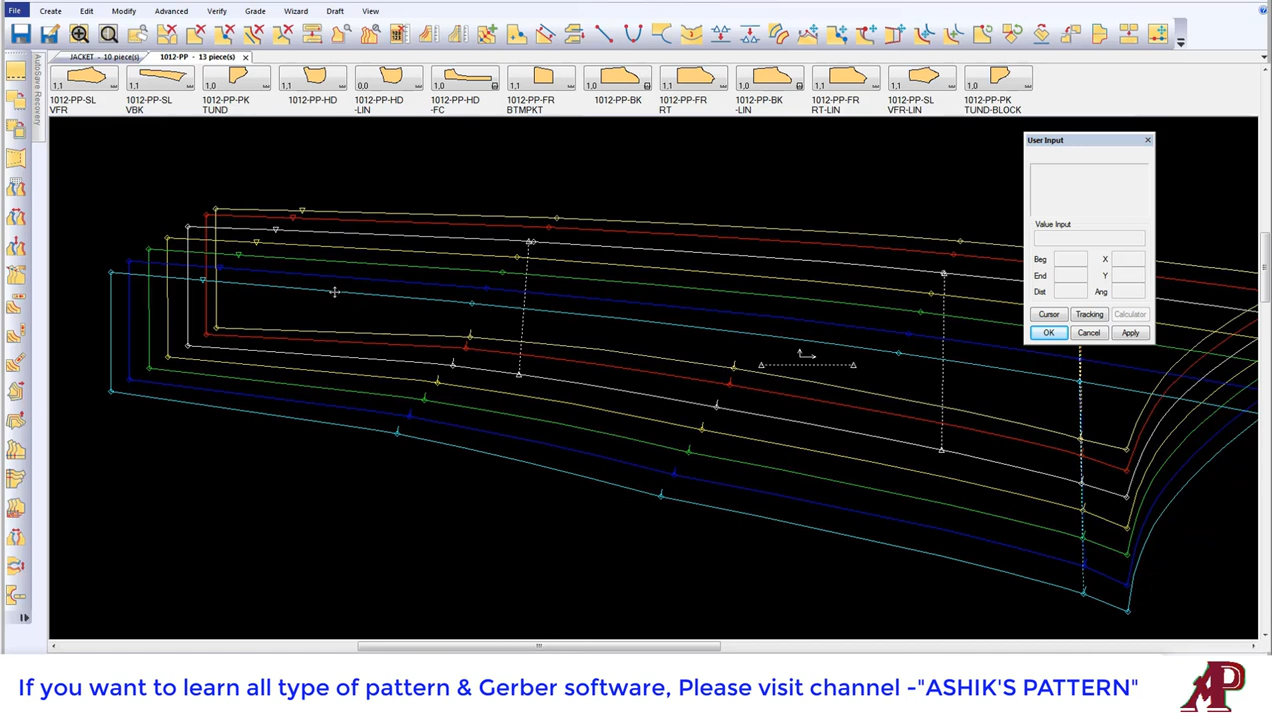 File Create Edit Modify Advanced Verify Grade Wizard Draft View
JACKET - 10 piece(s) 1012-PP - 13 piece(s)
AutoSave Recovery
1,1 1,1 1,0 1,1 0,0 1,0 1,1 1,0 1,1 1,0 1,1 1,1 1,0
1012-PP-SL 1012-PP-SL 1012-PP-PK 1012-PP-HD 1012-PP-HD 1012-PP-HD 1012-PP-FR 1012-PP-BK 1012-PP-FR 1012-PP-BK 1012-PP-FR 1012-PP-SL 1012-PP-PK
VFR VBK TUND -LIN -FC BTMPKT RT -LIN RT-LIN VFR-LIN TUND-BLOCK
User Input
Value Input
Beg X
End Y
Dist Ang
Cursor Tracking Calculator
OK Cancel Apply
If you want to learn all type of pattern & Gerber software, Please visit channel -"ASHIK'S PATTERN"
AP